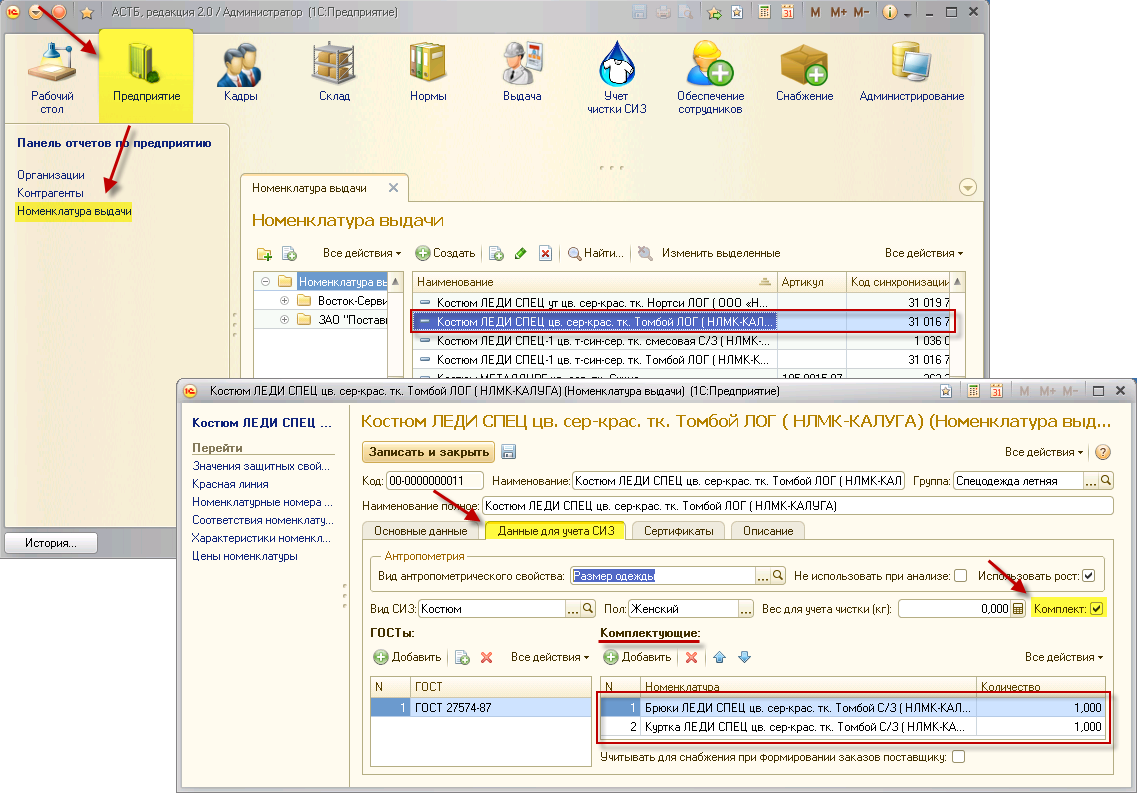 АСТБ, редакция 2.0 / Администратор (1С:Предприятие)
M M+ M-
Рабочий стол
Предприятие
Кадры
Склад
Нормы
Выдача
Учет чистки СИЗ
Обеспечение сотрудников
Снабжение
Администрирование
Панель отчетов по предприятию
Организации
Контрагенты
Номенклатура выдачи
Номенклатура выдачи
Номенклатура выдачи
Все действия Создать Найти... Изменить выделенные Все действия
Номенклатура вы
Восток-Серви
ЗАО "Постав
Наименование Артикул Код синхронизации
Костюм ЛЕДИ СПЕЦ ут цв. сер-крас. тк. Нортси ЛОГ ( ООО «Н... 31 019 7
Костюм ЛЕДИ СПЕЦ цв. сер-крас. тк. Томбой ЛОГ ( НЛМК-КАЛ... 31 016 7
Костюм ЛЕДИ СПЕЦ-1 цв. т-син-сер. тк. смесовая С/З ( НЛМК-... 1 036 0
Костюм ЛЕДИ СПЕЦ-1 цв. т-син-сер. тк. Томбой ЛОГ ( НЛМК-К... 31 016 7
История...
Костюм ЛЕДИ СПЕЦ цв. сер-крас. тк. Томбой ЛОГ ( НЛМК-КАЛУГА) (Номенклатура выдачи) (1С:Предприятие)
M M+ M-
Костюм ЛЕДИ СПЕЦ ...
Перейти
Значения защитных свой...
Красная линия
Номенклатурные номера ...
Соответствия номенклату...
Характеристики номенкл...
Цены номенклатуры
Костюм ЛЕДИ СПЕЦ цв. сер-крас. тк. Томбой ЛОГ ( НЛМК-КАЛУГА) (Номенклатура выд...
Записать и закрыть Все действия
Код: 00-0000000011 Наименование: Костюм ЛЕДИ СПЕЦ цв. сер-крас. тк. Томбой ЛОГ ( НЛМК-КАЛ Группа: Спецодежда летняя ...
Наименование полное: Костюм ЛЕДИ СПЕЦ цв. сер-крас. тк. Томбой ЛОГ ( НЛМК-КАЛУГА)
Основные данные Данные для учета СИЗ Сертификаты Описание
Антропометрия
Вид антропометрического свойства: Размер одежды ... Не использовать при анализе: Использовать рост:
Вид СИЗ: Костюм ... Пол: Женский ... Вес для учета чистки (кг): 0,000 Комплект:
ГОСТы: Комплектующие:
Добавить Все действия Добавить Все действия
N ГОСТ N Номенклатура Количество
1 ГОСТ 27574-87 1 Брюки ЛЕДИ СПЕЦ цв. сер-крас. тк. Томбой С/З ( НЛМК-КАЛ... 1,000
2 Куртка ЛЕДИ СПЕЦ цв. сер-крас. тк. Томбой С/З ( НЛМК-КА... 1,000
Учитывать для снабжения при формировании заказов поставщику: